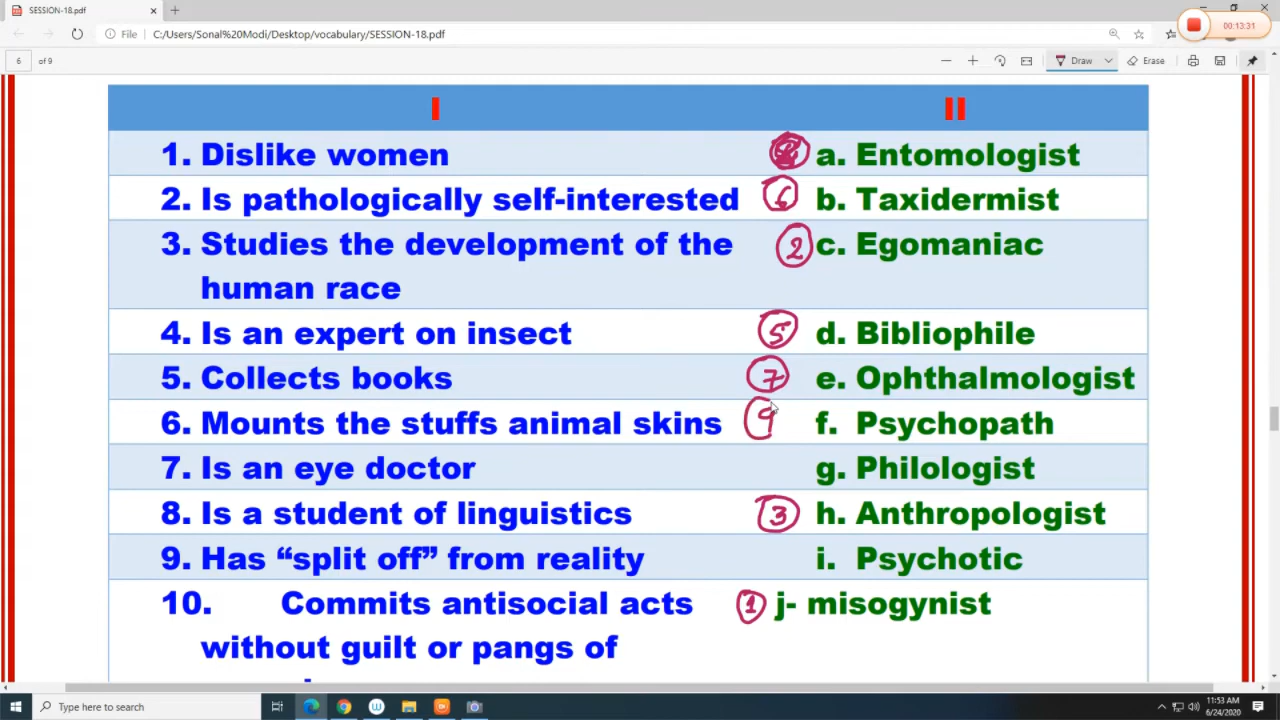 SESSION-18.pdf
00:13:31
File C:/Users/Sonal%20Modi/Desktop/vocabulary/SESSION-18.pdf
6 of 9 Draw Erase
I II
1. Dislike women a. Entomologist
2. Is pathologically self-interested 6 b. Taxidermist
3. Studies the development of the 2 c. Egomaniac
human race
4. Is an expert on insect 5 d. Bibliophile
5. Collects books 7 e. Ophthalmologist
6. Mounts the stuffs animal skins 9 f. Psychopath
7. Is an eye doctor g. Philologist
8. Is a student of linguistics 3 h. Anthropologist
9. Has “split off” from reality i. Psychotic
10. Commits antisocial acts 1 j- misogynist
without guilt or pangs of
Type here to search
11:53 AM
6/24/2020